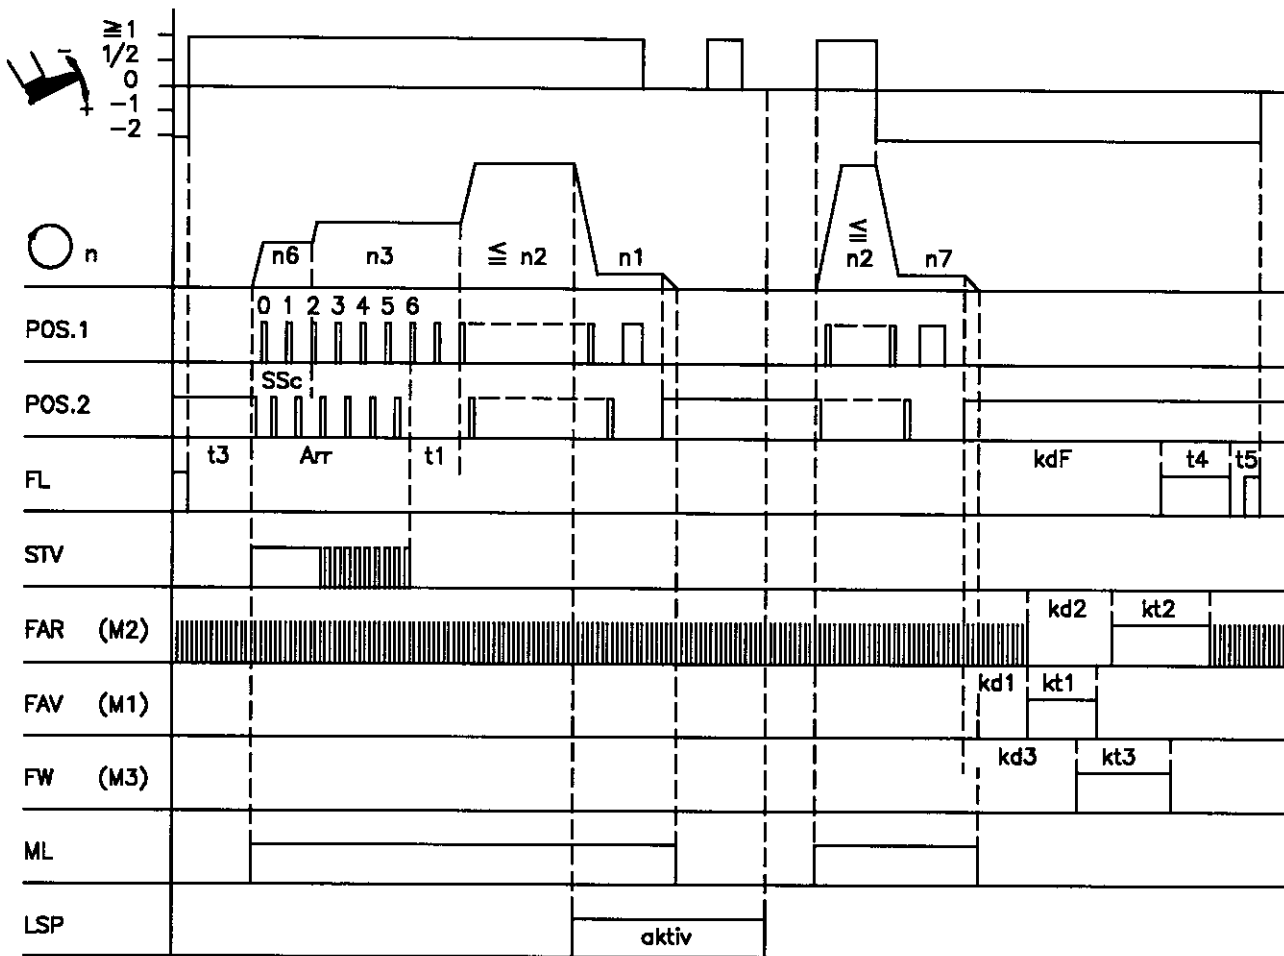 ≧1
1/2
0
-1
-2
-
+
n
n6
n3
≦ n2
n1
≦
n2
n7
POS.1
0 1 2 3 4 5 6
SSc
POS.2
t3
Arr
t1
kdF
t4
t5
FL
STV
FAR (M2)
kd2
kt2
FAV (M1)
kd1
kt1
FW (M3)
kd3
kt3
ML
LSP
aktiv